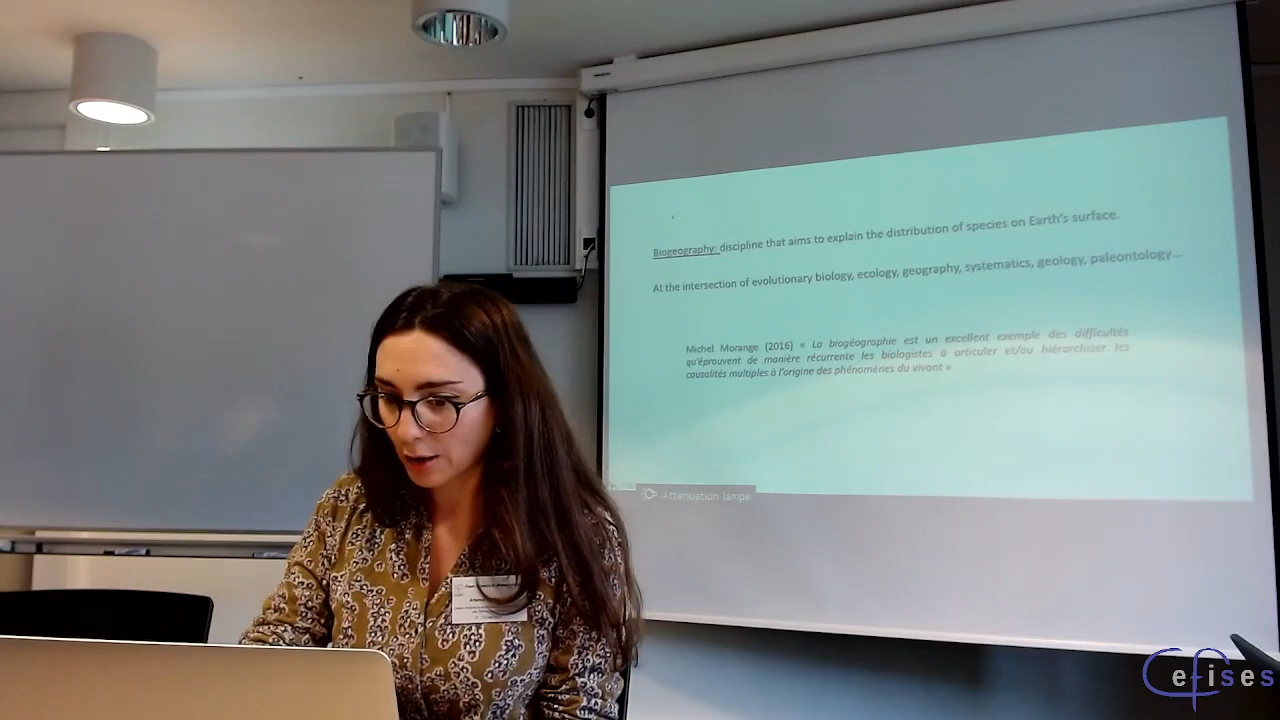 Biogeography: discipline that aims to explain the distribution of species on Earth's surface.
At the intersection of evolutionary biology, ecology, geography, systematics, geology, paleontology...
Michel Morange (2016) « La biogéographie est un excellent exemple des difficultés
qu'éprouvent de manière récurrente les biologistes à articuler et/ou hiérarchiser les
causalités multiples à l'origine des phénomènes du vivant »
Attenuation lampe
Cefises